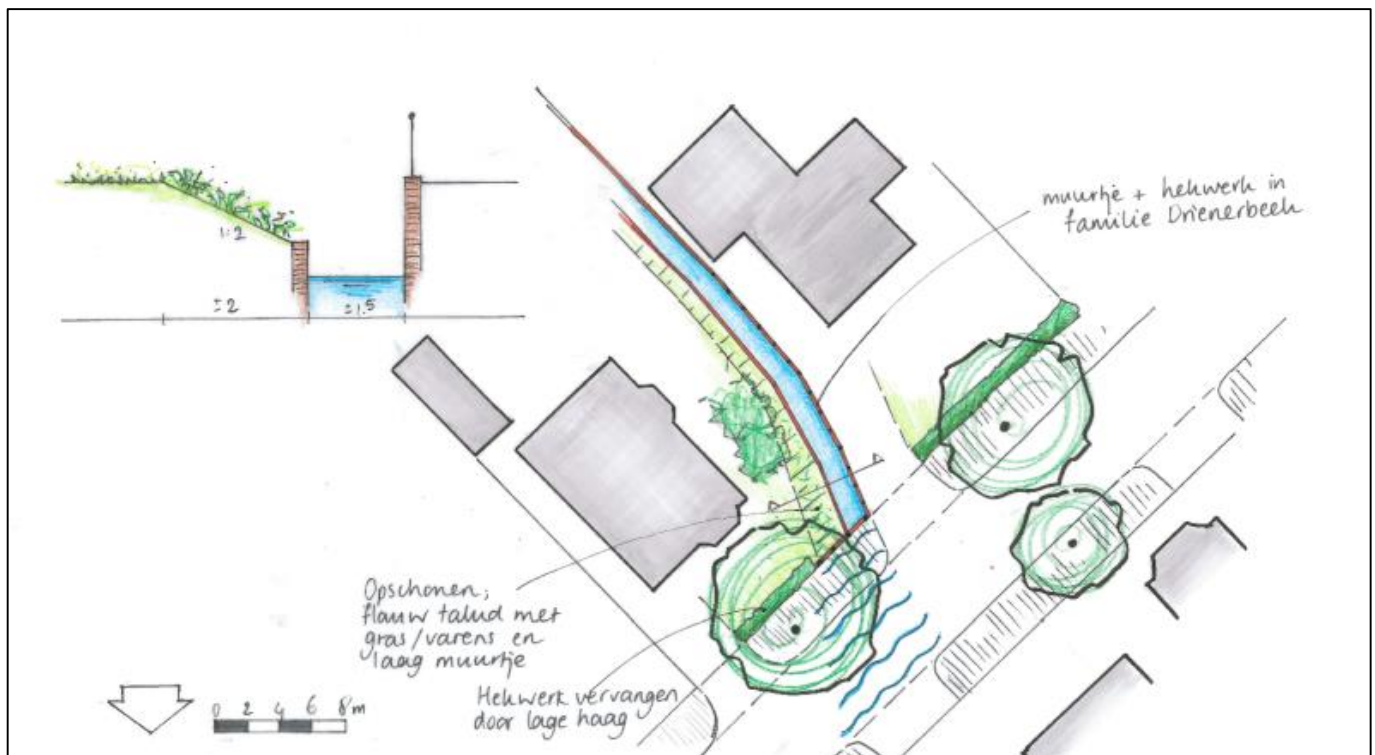 1:2
±2
±1.5
muurtje + hekwerk in
familie Drienerbeek
Opschonen;
flauw talud met
gras/varens en
laag muurtje
Hekwerk vervangen
door lage haag
0 2 4 6 8m